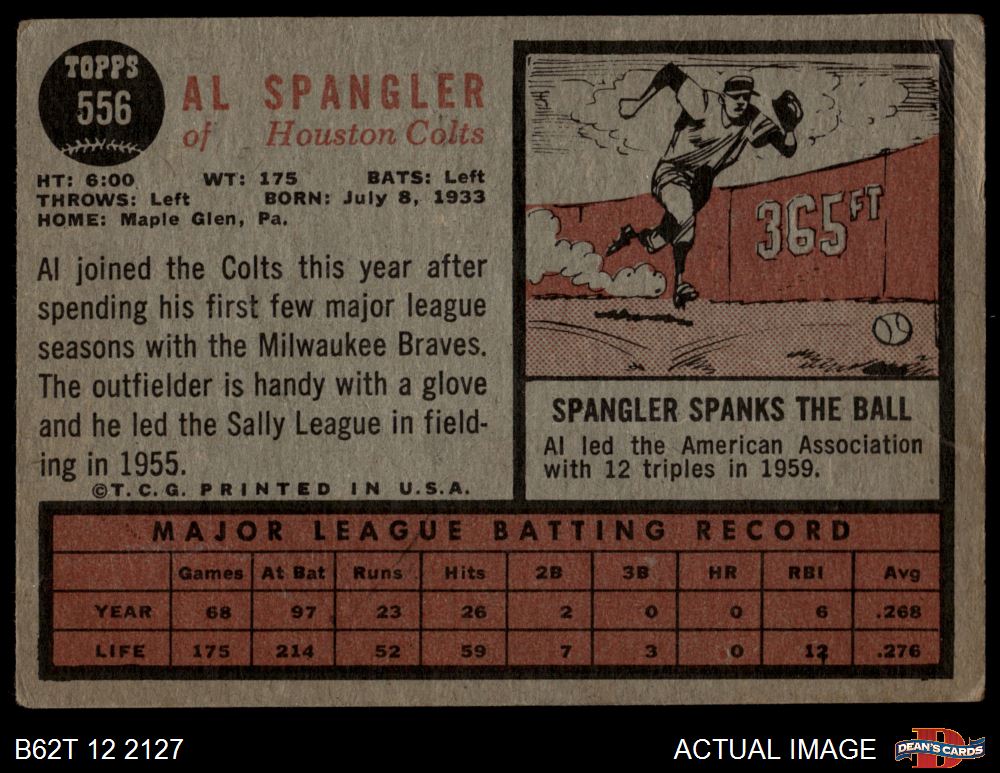 TOPPS
556
AL SPANGLER
of Houston Colts
HT: 6:00 WT: 175 BATS: Left
THROWS: Left BORN: July 8, 1933
HOME: Maple Glen, Pa.
Al joined the Colts this year after
spending his first few major league
seasons with the Milwaukee Braves.
The outfielder is handy with a glove
and he led the Sally League in field-
ing in 1955.
©T.C.G. PRINTED IN U.S.A.
365FT
SPANGLER SPANKS THE BALL
Al led the American Association
with 12 triples in 1959.
MAJOR LEAGUE BATTING RECORD
Games At Bat Runs Hits 2B 3B HR RBI Avg
YEAR 68 97 23 26 2 0 0 6 .268
LIFE 175 214 52 59 7 3 0 12 .276
B62T 12 2127
ACTUAL IMAGE
D
DEAN'S CARDS